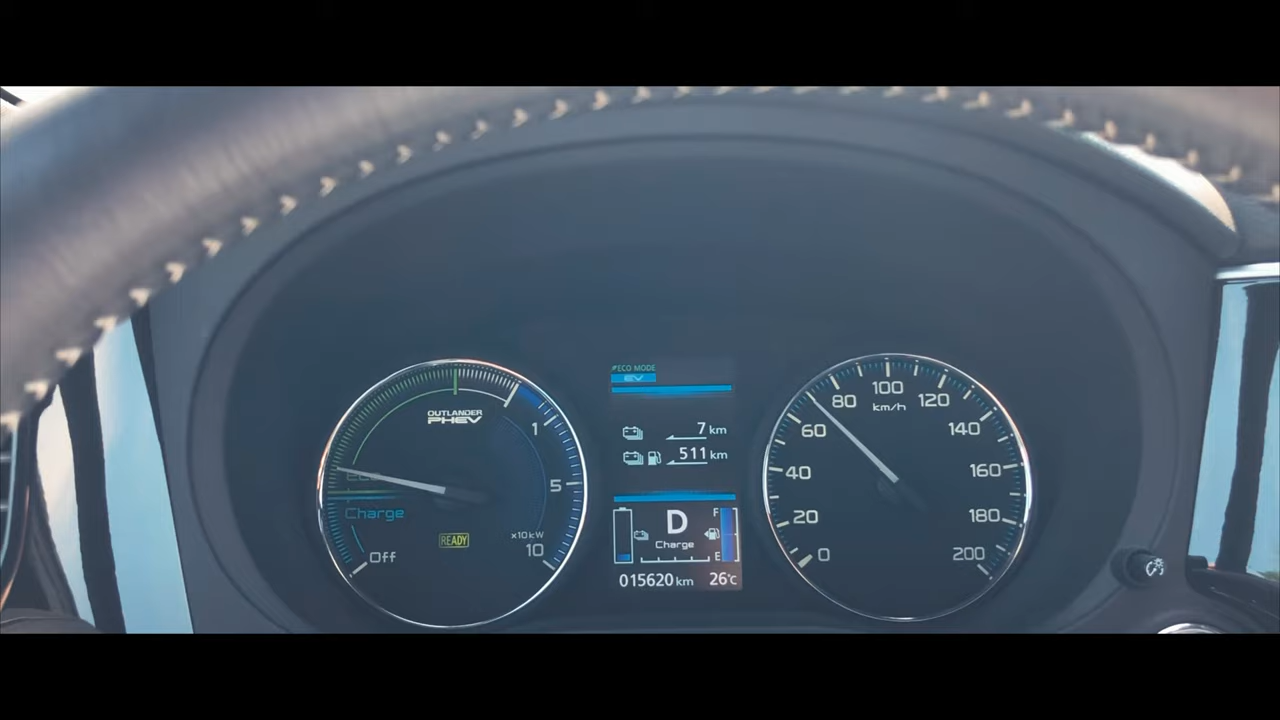 OUTLANDER
PHEV
1
5
x10kW
10
Charge
Off
READY
ECO MODE
EV
7 km
511 km
D
Charge
F
E
015620 km 26°C
0
20
40
60
80
100
120
140
160
180
200
km/h